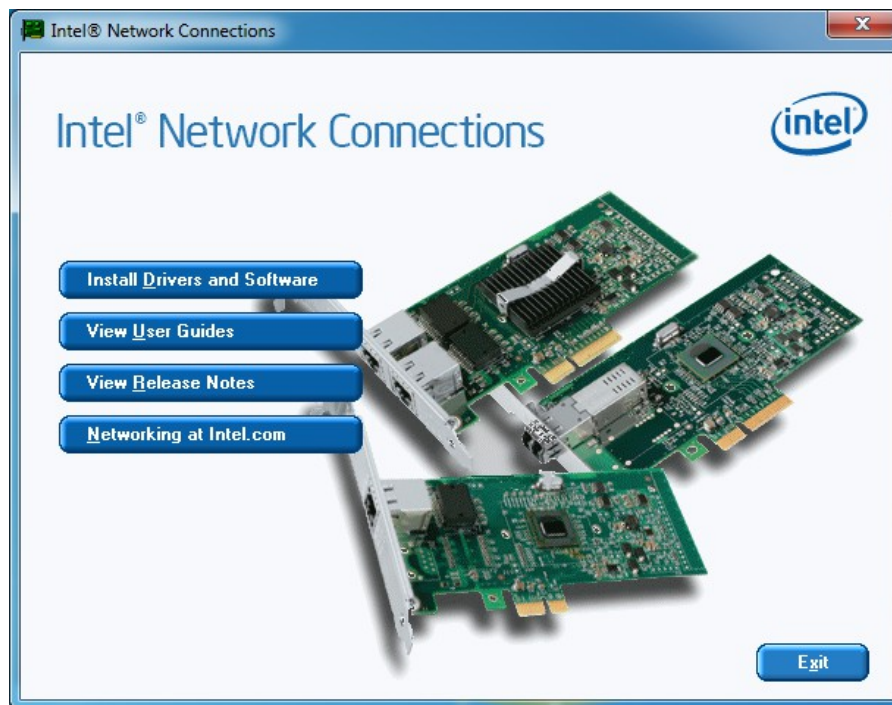 Intel® Network Connections
Intel® Network Connections
intel
Install Drivers and Software
View User Guides
View Release Notes
Networking at Intel.com
Exit